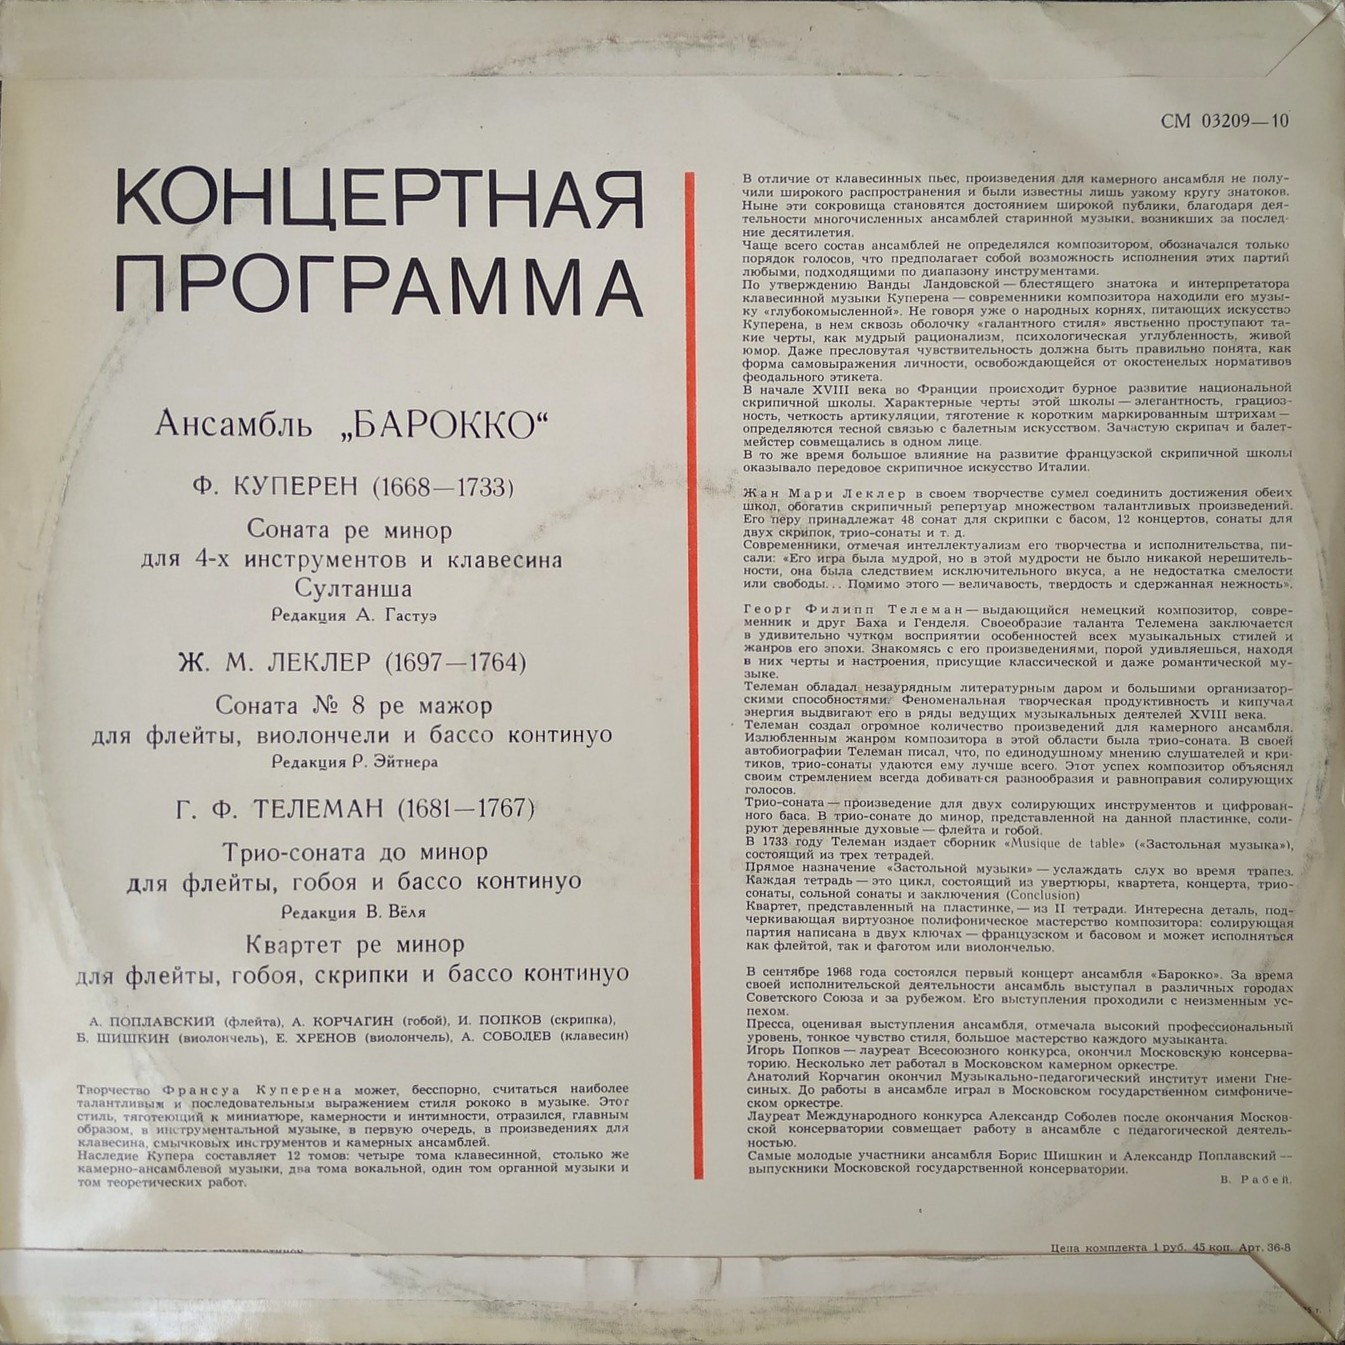 СМ 03209—10
КОНЦЕРТНАЯ
ПРОГРАММА
Ансамбль „БАРОККО“
Ф. КУПЕРЕН (1668—1733)
Соната ре минор
для 4-х инструментов и клавесина
Султанша
Редакция А. Гастуэ
Ж. М. ЛЕКЛЕР (1697—1764)
Соната № 8 ре мажор
для флейты, виолончели и бассо континуо
Редакция Р. Эйтнера
Г. Ф. ТЕЛЕМАН (1681—1767)
Трио-соната до минор
для флейты, гобоя и бассо континуо
Редакция В. Вёля
Квартет ре минор
для флейты, гобоя, скрипки и бассо континуо
А. ПОПЛАВСКИЙ (флейта), А. КОРЧАГИН (гобой), И. ПОПКОВ (скрипка),
Б. ШИШКИН (виолончель), Е. ХРЕНОВ (виолончель), А. СОБОЛЕВ (клавесин)
Творчество Франсуа Куперена может, бесспорно, считаться наиболее
талантливым и последовательным выражением стиля рококо в музыке. Этот
стиль, тяготеющий к миниатюре, камерности и интимности, отразился, главным
образом, в инструментальной музыке, в первую очередь, в произведениях для
клавесина, смычковых инструментов и камерных ансамблей.
Наследие Купера составляет 12 томов: четыре тома клавесинной, столько же
камерно-ансамблевой музыки, два тома вокальной, один том органной музыки и
том теоретических работ.
В отличие от клавесинных пьес, произведения для камерного ансамбля не полу-
чили широкого распространения и были известны лишь узкому кругу знатоков.
Ныне эти сокровища становятся достоянием широкой публики, благодаря дея-
тельности многочисленных ансамблей старинной музыки, возникших за послед-
ние десятилетия.
Чаще всего состав ансамблей не определялся композитором, обозначался только
порядок голосов, что предполагает собой возможность исполнения этих партий
любыми, подходящими по диапазону инструментами.
По утверждению Ванды Ландовской — блестящего знатока и интерпретатора
клавесинной музыки Куперена — современники композитора находили его музы-
ку «глубокомысленной». Не говоря уже о народных корнях, питающих искусство
Куперена, в нем сквозь оболочку «галантного стиля» явственно проступают та-
кие черты, как мудрый рационализм, психологическая углубленность, живой
юмор. Даже пресловутая чувствительность должна быть правильно понята, как
форма самовыражения личности, освобождающейся от окостенелых нормативов
феодального этикета.
В начале XVIII века во Франции происходит бурное развитие национальной
скрипичной школы. Характерные черты этой школы — элегантность, грациоз-
ность, четкость артикуляции, тяготение к коротким маркированным штрихам —
определяются тесной связью с балетным искусством. Зачастую скрипач и балет-
мейстер совмещались в одном лице.
В то же время большое влияние на развитие французской скрипичной школы
оказывало передовое скрипичное искусство Италии.
Жан Мари Леклер в своем творчестве сумел соединить достижения обеих
школ, обогатив скрипичный репертуар множеством талантливых произведений.
Его перу принадлежат 48 сонат для скрипки с басом, 12 концертов, сонаты для
двух скрипок, трио-сонаты и т. д.
Современники, отмечая интеллектуализм его творчества и исполнительства, пи-
сали: «Его игра была мудрой, но в этой мудрости не было никакой нерешитель-
ности, она была следствием исключительного вкуса, а не недостатка смелости
или свободы... Помимо этого — величавость, твердость и сдержанная нежность».
Георг Филипп Телеман — выдающийся немецкий композитор, совре-
менник и друг Баха и Генделя. Своеобразие таланта Телемена заключается
в удивительно чутком восприятии особенностей всех музыкальных стилей и
жанров его эпохи. Знакомясь с его произведениями, порой удивляешься, находя
в них черты и настроения, присущие классической и даже романтической му-
зыке.
Телеман обладал незаурядным литературным даром и большими организатор-
скими способностями. Феноменальная творческая продуктивность и кипучая
энергия выдвигают его в ряды ведущих музыкальных деятелей XVIII века.
Телеман создал огромное количество произведений для камерного ансамбля.
Излюбленным жанром композитора в этой области была трио-соната. В своей
автобиографии Телеман писал, что, по единодушному мнению слушателей и кри-
тиков, трио-сонаты удаются ему лучше всего. Этот успех композитор объяснял
своим стремлением всегда добиваться разнообразия и равноправия солирующих
голосов.
Трио-соната — произведение для двух солирующих инструментов и цифрован-
ного баса. В трио-сонате до минор, представленной на данной пластинке, соли-
руют деревянные духовые — флейта и гобой.
В 1733 году Телеман издает сборник «Musique de table» («Застольная музыка»),
состоящий из трех тетрадей.
Прямое назначение «Застольной музыки» — услаждать слух во время трапез.
Каждая тетрадь — это цикл, состоящий из увертюры, квартета, концерта, трио-
сонаты, сольной сонаты и заключения (Conclusion)
Квартет, представленный на пластинке, — из II тетради. Интересна деталь, под-
черкивающая виртуозное полифоническое мастерство композитора: солирующая
партия написана в двух ключах — французском и басовом и может исполняться
как флейтой, так и фаготом или виолончелью.
В сентябре 1968 года состоялся первый концерт ансамбля «Барокко». За время
своей исполнительской деятельности ансамбль выступал в различных городах
Советского Союза и за рубежом. Его выступления проходили с неизменным ус-
пехом.
Пресса, оценивая выступления ансамбля, отмечала высокий профессиональный
уровень, тонкое чувство стиля, большое мастерство каждого музыканта.
Игорь Попков — лауреат Всесоюзного конкурса, окончил Московскую консерва-
торию. Несколько лет работал в Московском камерном оркестре.
Анатолий Корчагин окончил Музыкально-педагогический институт имени Гне-
синых. До работы в ансамбле играл в Московском государственном симфониче-
ском оркестре.
Лауреат Международного конкурса Александр Соболев после окончания Москов-
ской консерватории совмещает работу в ансамбле с педагогической деятель-
ностью.
Самые молодые участники ансамбля Борис Шишкин и Александр Поплавский —
выпускники Московской государственной консерватории.
В. Рабей.
Цена комплекта 1 руб. 45 коп. Арт. 36-8